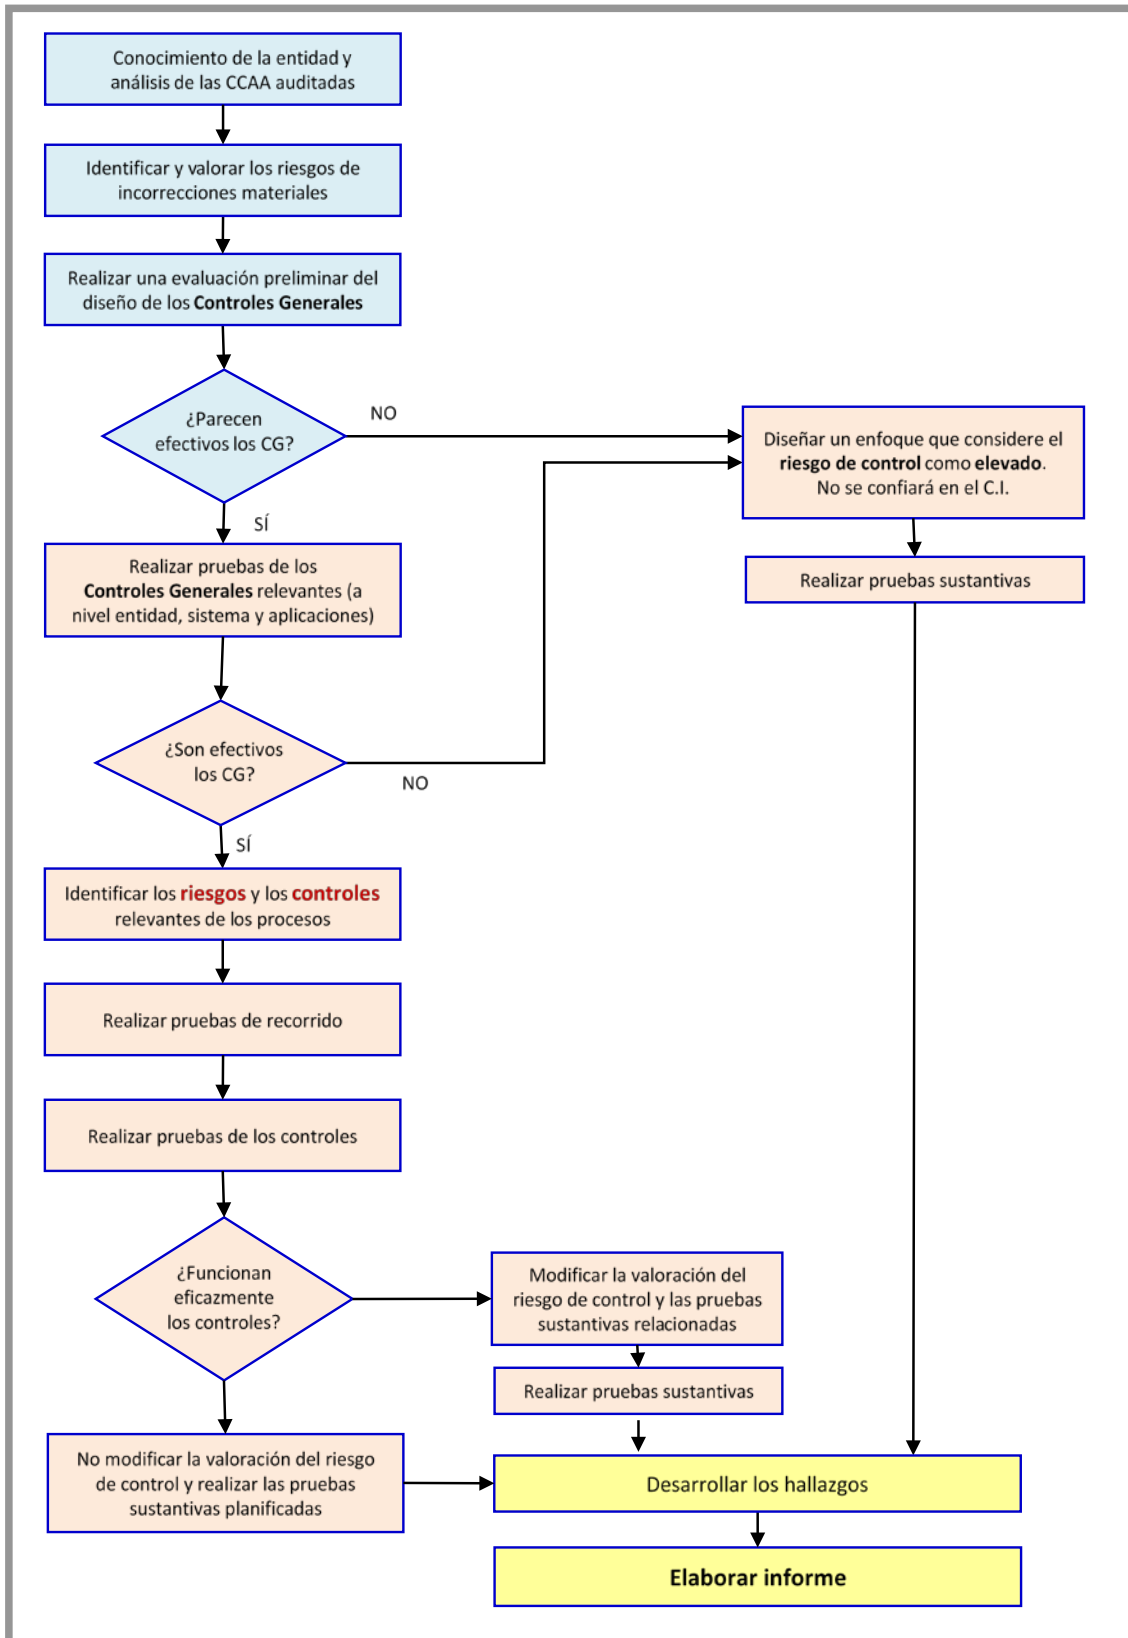 Conocimiento de la entidad y
análisis de las CCAA auditadas
Identificar y valorar los riesgos de
incorrecciones materiales
Realizar una evaluación preliminar del
diseño de los Controles Generales
¿Parecen
efectivos los CG?
NO
Diseñar un enfoque que considere el
riesgo de control como elevado.
No se confiará en el C.I.
SÍ
Realizar pruebas de los
Controles Generales relevantes (a
nivel entidad, sistema y aplicaciones)
Realizar pruebas sustantivas
¿Son efectivos
los CG?
NO
SÍ
Identificar los riesgos y los controles
relevantes de los procesos
Realizar pruebas de recorrido
Realizar pruebas de los controles
¿Funcionan
eficazmente
los controles?
Modificar la valoración del
riesgo de control y las pruebas
sustantivas relacionadas
Realizar pruebas sustantivas
No modificar la valoración del riesgo
de control y realizar las pruebas
sustantivas planificadas
Desarrollar los hallazgos
Elaborar informe